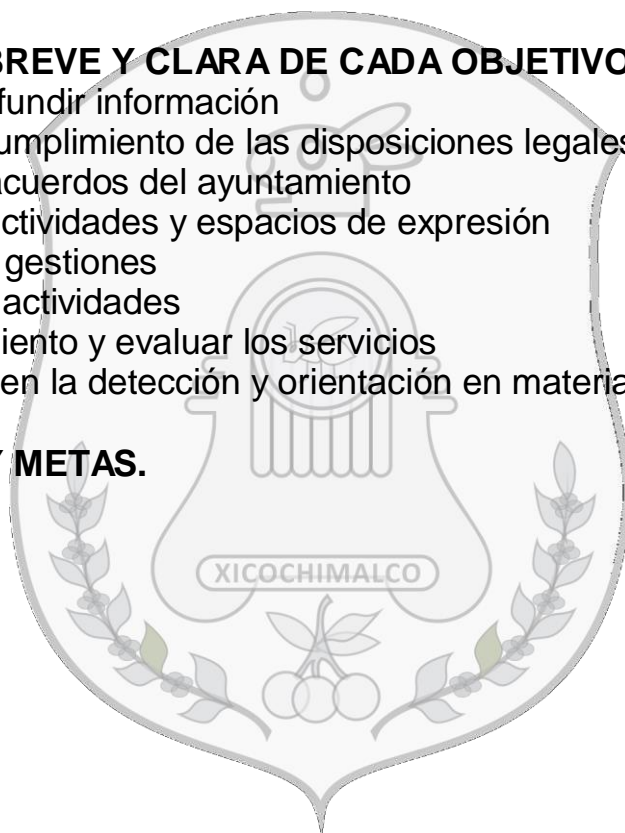 BREVE Y CLARA DE CADA OBJETIVO
fundir información
umplimiento de las disposiciones legales
acuerdos del ayuntamiento
ctividades y espacios de expresión
gestiones
actividades
iento y evaluar los servicios
en la detección y orientación en materia
Y METAS.
XICOCHIMALCO